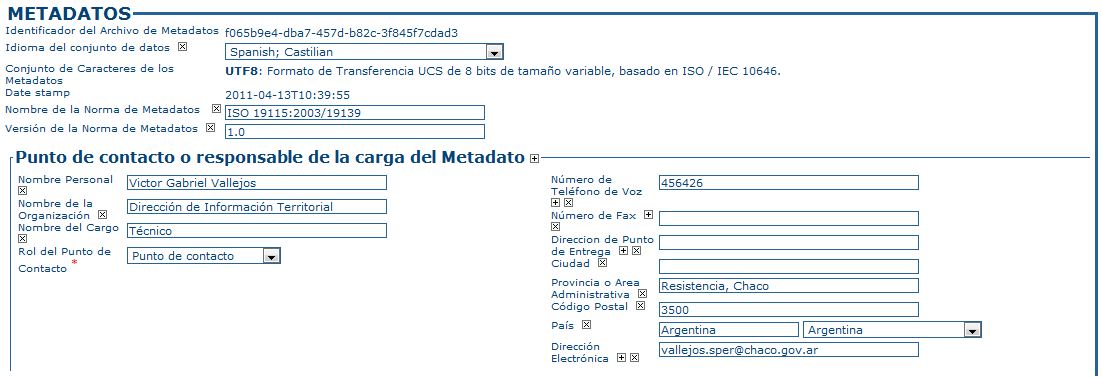 METADATOS
Identificador del Archivo de Metadatos f065b9e4-dba7-457d-b82c-3f845f7cdad3
Idioma del conjunto de datos Spanish; Castilian
Conjunto de Caracteres de los
Metadatos
UTF8: Formato de Transferencia UCS de 8 bits de tamaño variable, basado en ISO / IEC 10646.
Date stamp 2011-04-13T10:39:55
Nombre de la Norma de Metadatos ISO 19115:2003/19139
Versión de la Norma de Metadatos 1.0
Punto de contacto o responsable de la carga del Metadato
Nombre Personal Victor Gabriel Vallejos
Nombre de la
Organización
Dirección de Información Territorial
Nombre del Cargo Técnico
Rol del Punto de
Contacto *
Punto de contacto
Número de
Teléfono de Voz
456426
Número de Fax
Direccion de Punto
de Entrega
Ciudad
Provincia o Area
Administrativa
Resistencia, Chaco
Código Postal 3500
País Argentina Argentina
Dirección
Electrónica
vallejos.sper@chaco.gov.ar